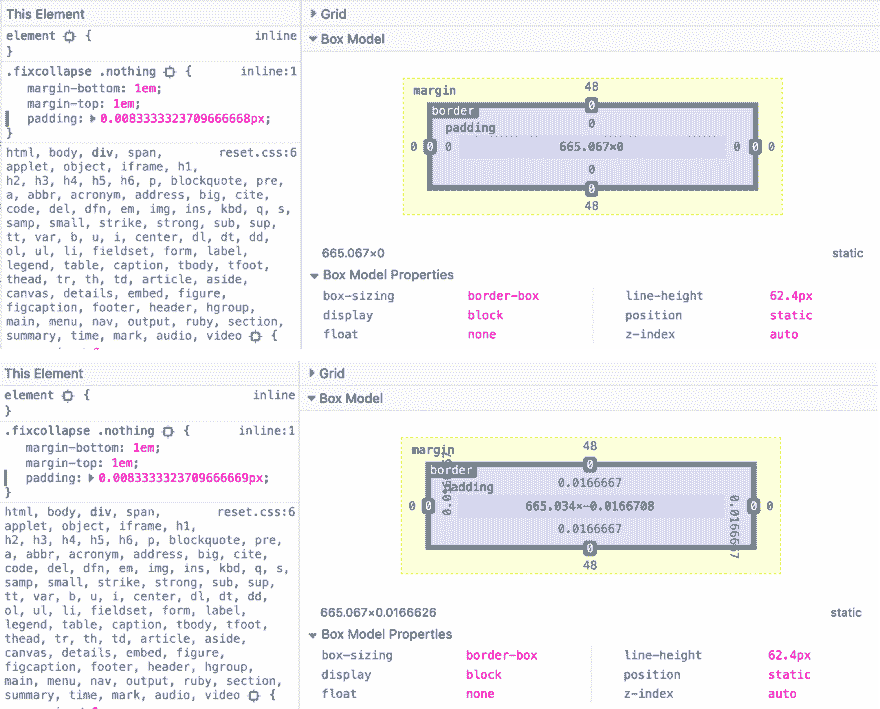 This Element
element {
inline
}
.fixcollapse .nothing {
inline:1
margin-bottom: 1em;
margin-top: 1em;
padding: 0.0083333323709666668px;
}
html, body, div, span,
reset.css:6
applet, object, iframe, h1,
h2, h3, h4, h5, h6, p, blockquote, pre,
a, abbr, acronym, address, big, cite,
code, del, dfn, em, img, ins, kbd, q, s,
samp, small, strike, strong, sub, sup,
tt, var, b, u, i, center, dl, dt, dd,
ol, ul, li, fieldset, form, label,
legend, table, caption, tbody, tfoot,
thead, tr, th, td, article, aside,
canvas, details, embed, figure,
figcaption, footer, header, hgroup,
main, menu, nav, output, ruby, section,
summary, time, mark, audio, video {
Grid
Box Model
margin
48
border
0
padding
0
0 0 0 665.067×0 0 0 0
0
0
48
665.067×0
static
Box Model Properties
box-sizing border-box line-height 62.4px
display block position static
float none z-index auto
This Element
element {
inline
}
.fixcollapse .nothing {
inline:1
margin-bottom: 1em;
margin-top: 1em;
padding: 0.0083333323709666669px;
}
html, body, div, span,
reset.css:6
applet, object, iframe, h1,
h2, h3, h4, h5, h6, p, blockquote, pre,
a, abbr, acronym, address, big, cite,
code, del, dfn, em, img, ins, kbd, q, s,
samp, small, strike, strong, sub, sup,
tt, var, b, u, i, center, dl, dt, dd,
ol, ul, li, fieldset, form, label,
legend, table, caption, tbody, tfoot,
thead, tr, th, td, article, aside,
canvas, details, embed, figure,
figcaption, footer, header, hgroup,
main, menu, nav, output, ruby, section,
summary, time, mark, audio, video {
Grid
Box Model
margin
48
border
0
padding
0.0166667
0 0 665.034×-0.0166708 0.0166667 0 0
0.0166667
0
48
665.067×0.0166626
static
Box Model Properties
box-sizing border-box line-height 62.4px
display block position static
float none z-index auto